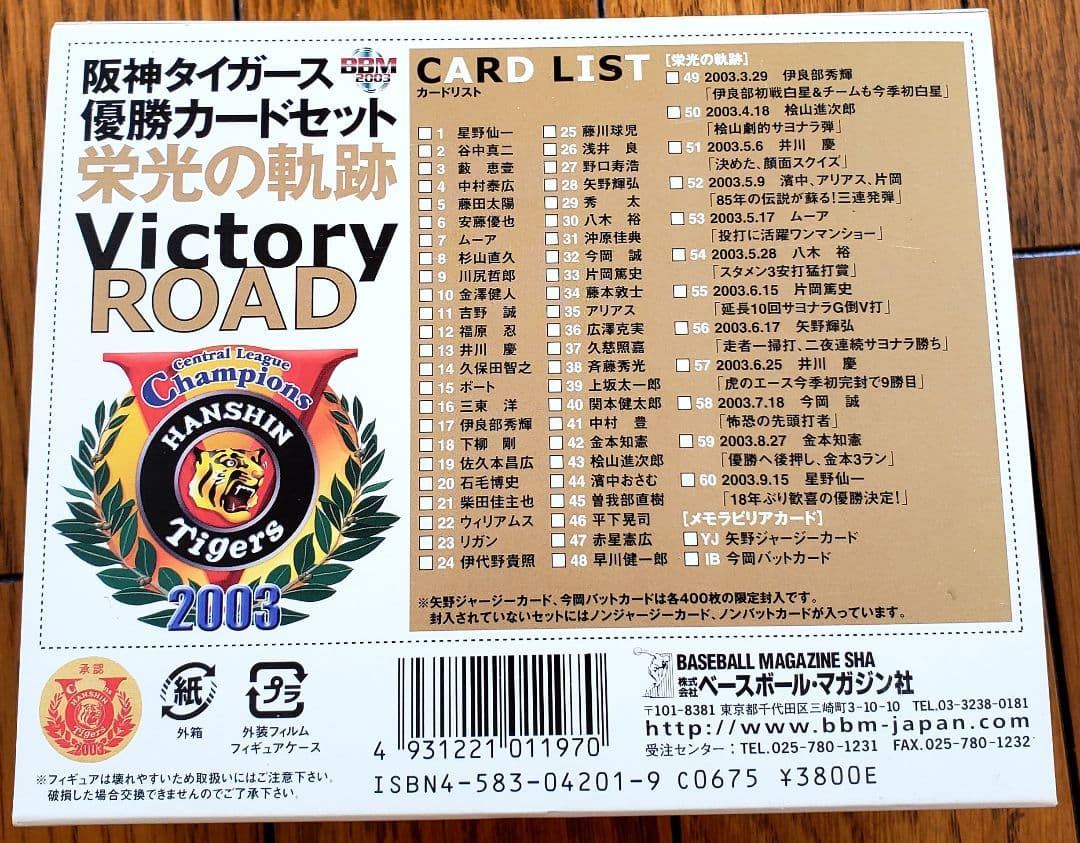 阪神タイガース
優勝カードセット
栄光の軌跡
Victory
ROAD
BBM
2003
Central League
Champions
HANSHIN
Tigers
2003
CARD LIST
カードリスト
1 星野仙一
2 谷中真二
3 藪 恵壹
4 中村泰広
5 藤田太陽
6 安藤優也
7 ムーア
8 杉山直久
9 川尻哲郎
10 金澤健人
11 吉野 誠
12 福原 忍
13 井川 慶
14 久保田智之
15 ポート
16 三東 洋
17 伊良部秀輝
18 下柳 剛
19 佐久本昌広
20 石毛博史
21 柴田佳主也
22 ウィリアムス
23 リガン
24 伊代野貴照
25 藤川球児
26 浅井 良
27 野口寿浩
28 矢野輝弘
29 秀 太
30 八木 裕
31 沖原佳典
32 今岡 誠
33 片岡篤史
34 藤本敦士
35 アリアス
36 広澤克実
37 久慈照嘉
38 斉藤秀光
39 上坂太一郎
40 関本健太郎
41 中村 豊
42 金本知憲
43 桧山進次郎
44 濱中おさむ
45 曽我部直樹
46 平下晃司
47 赤星憲広
48 早川健一郎
[栄光の軌跡]
49 2003.3.29 伊良部秀輝
「伊良部初戦白星&チームも今季初白星」
50 2003.4.18 桧山進次郎
「桧山劇的サヨナラ弾」
51 2003.5.6 井川 慶
「決めた、顔面スクイズ」
52 2003.5.9 濱中、アリアス、片岡
「85年の伝説が蘇る!三連発弾」
53 2003.5.17 ムーア
「投打に活躍ワンマンショー」
54 2003.5.28 八木 裕
「スタメン3安打猛打賞」
55 2003.6.15 片岡篤史
「延長10回サヨナラG倒V打」
56 2003.6.17 矢野輝弘
「走者一掃打、二夜連続サヨナラ勝ち」
57 2003.6.25 井川 慶
「虎のエース今季初完封で9勝目」
58 2003.7.18 今岡 誠
「怖恐の先頭打者」
59 2003.8.27 金本知憲
「優勝へ後押し、金本3ラン」
60 2003.9.15 星野仙一
「18年ぶり歓喜の優勝決定!」
[メモラビリアカード]
YJ 矢野ジャージーカード
IB 今岡バットカード
※矢野ジャージーカード、今岡バットカードは各400枚の限定封入です。
封入されていないセットにはノンジャージーカード、ノンバットカードが入っています。
承認
HANSHIN
Tigers
2003
紙
外箱
プラ
外装フィルム
フィギュアケース
※フィギュアは壊れやすいため取扱いにはご注意下さい。
破損した場合交換できませんのでご了承下さい。
4 931221 011970
ISBN4-583-04201-9 C0675 ¥3800E
BASEBALL MAGAZINE SHA
株式会社 ベースボール・マガジン社
〒101-8381 東京都千代田区三崎町3-10-10 TEL.03-3238-0181
http://www.bbm-japan.com
受注センター:TEL.025-780-1231 FAX.025-780-1232